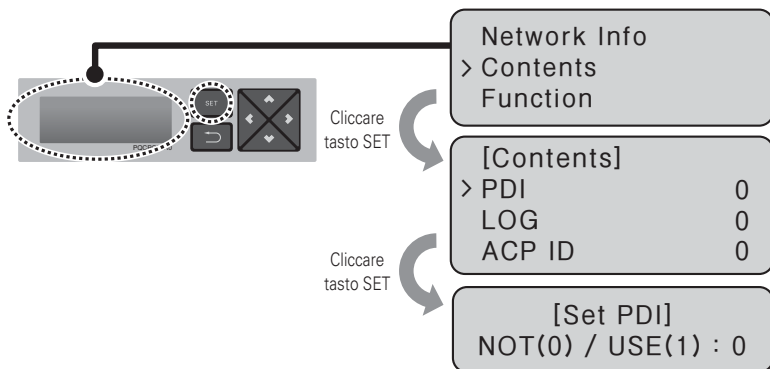 Network Info
> Contents
Function
SET
Cliccare
tasto SET
[Contents]
> PDI 0
LOG 0
ACP ID 0
Cliccare
tasto SET
[Set PDI]
NOT(0) / USE(1) : 0